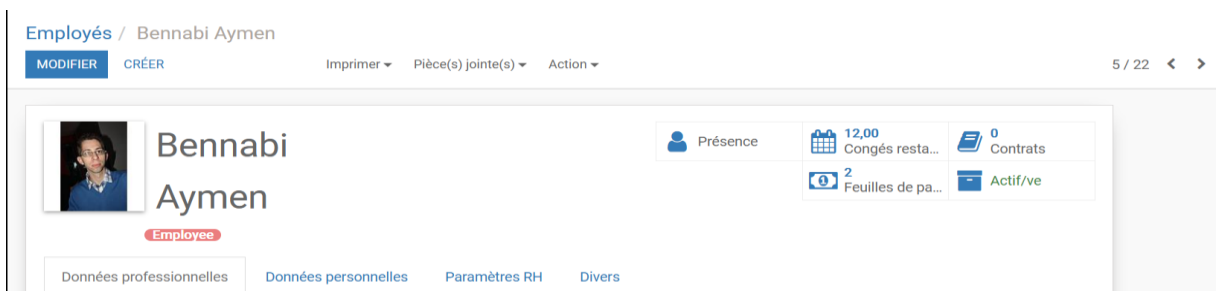 Employés / Bennabi Aymen
MODIFIER CRÉER Imprimer Pièce(s) jointe(s) Action 5 / 22
Bennabi
Aymen
Employee
Présence
12,00
Congés resta...
0
Contrats
2
Feuilles de pa...
Actif/ve
Données professionnelles Données personnelles Paramètres RH Divers